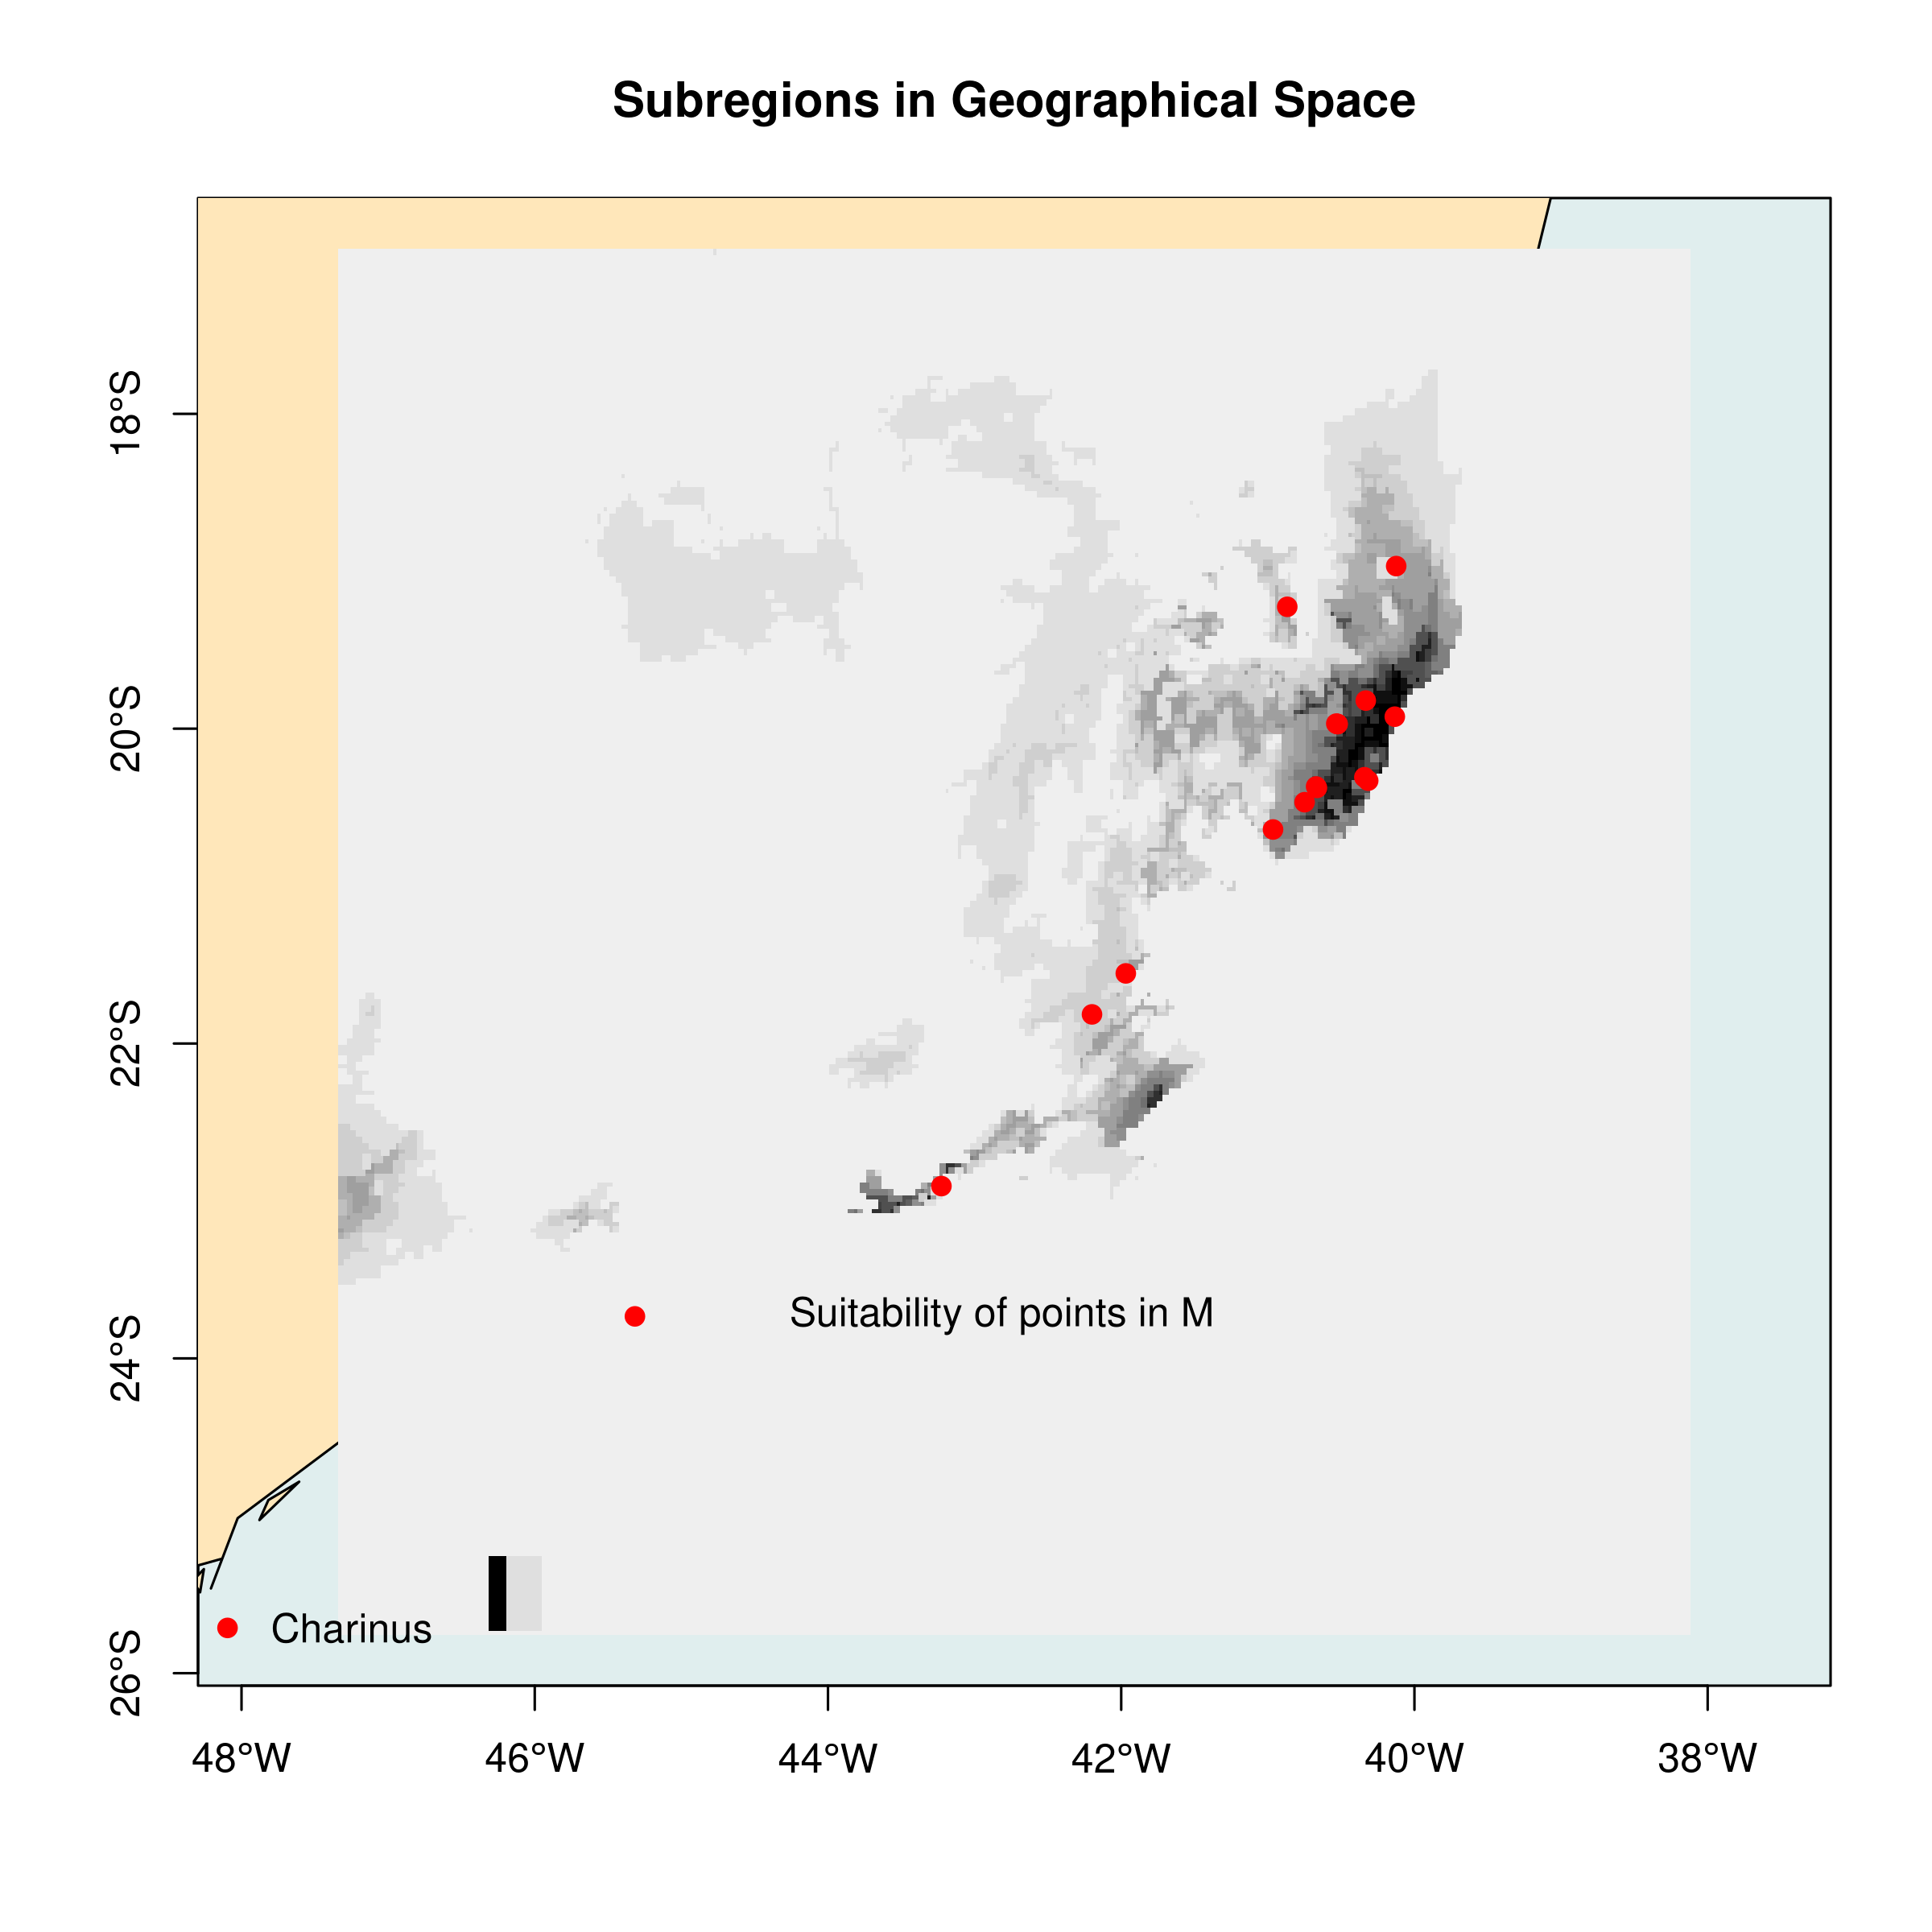 Subregions in Geographical Space
18°S
20°S
22°S
24°S
26°S
Suitability of points in M
Charinus
48°W
46°W
44°W
42°W
40°W
38°W